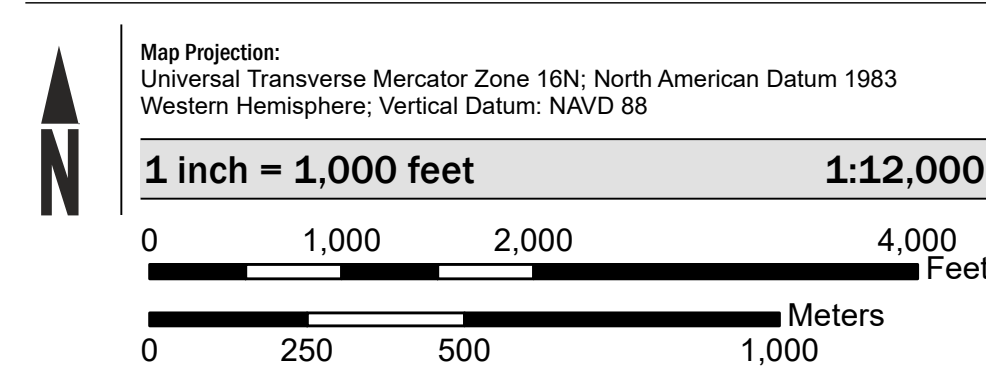 N
Map Projection:
Universal Transverse Mercator Zone 16N; North American Datum 1983
Western Hemisphere; Vertical Datum: NAVD 88
1 inch = 1,000 feet 1:12,000
0 1,000 2,000 4,000
Feet
Meters
0 250 500 1,000